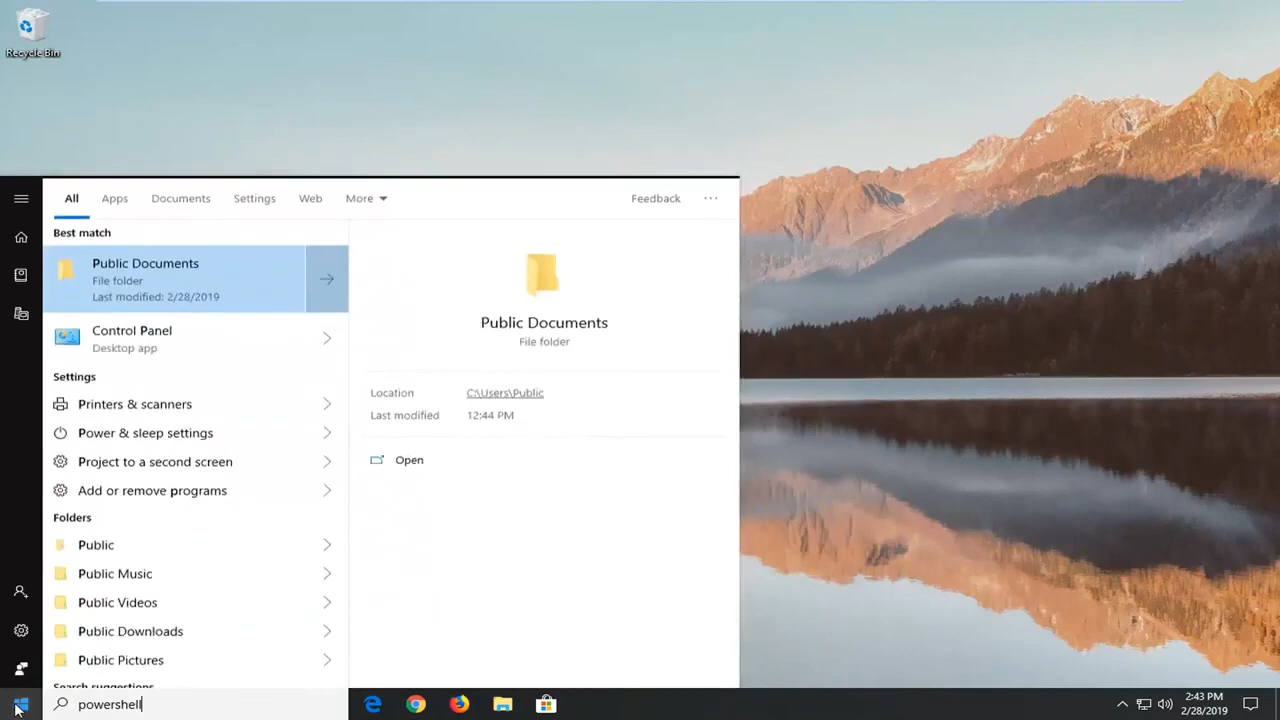 Recycle Bin
All Apps Documents Settings Web More Feedback ...
Best match
Public Documents
File folder
Last modified: 2/28/2019
Control Panel
Desktop app
Settings
Printers & scanners
Power & sleep settings
Project to a second screen
Add or remove programs
Folders
Public
Public Music
Public Videos
Public Downloads
Public Pictures
Search suggestions
powershell
Public Documents
File folder
Location C:\Users\Public
Last modified 12:44 PM
Open
2:43 PM
2/28/2019